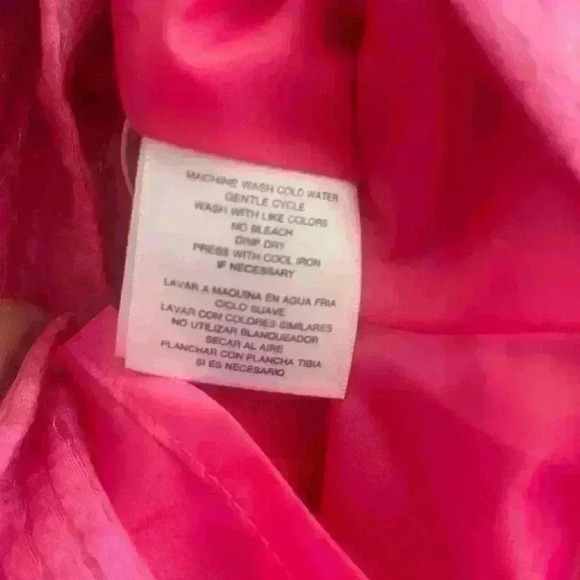 MACHINE WASH COLD WATER
GENTLE CYCLE
WASH WITH LIKE COLORS
NO BLEACH
DRIP DRY
PRESS WITH COOL IRON
IF NECESSARY
LAVAR A MAQUINA EN AGUA FRIA
CICLO SUAVE
LAVAR CON COLORES SIMILARES
NO UTILIZAR BLANQUEADOR
SECAR AL AIRE
PLANCHAR CON PLANCHA TIBIA
SI ES NECESARIO